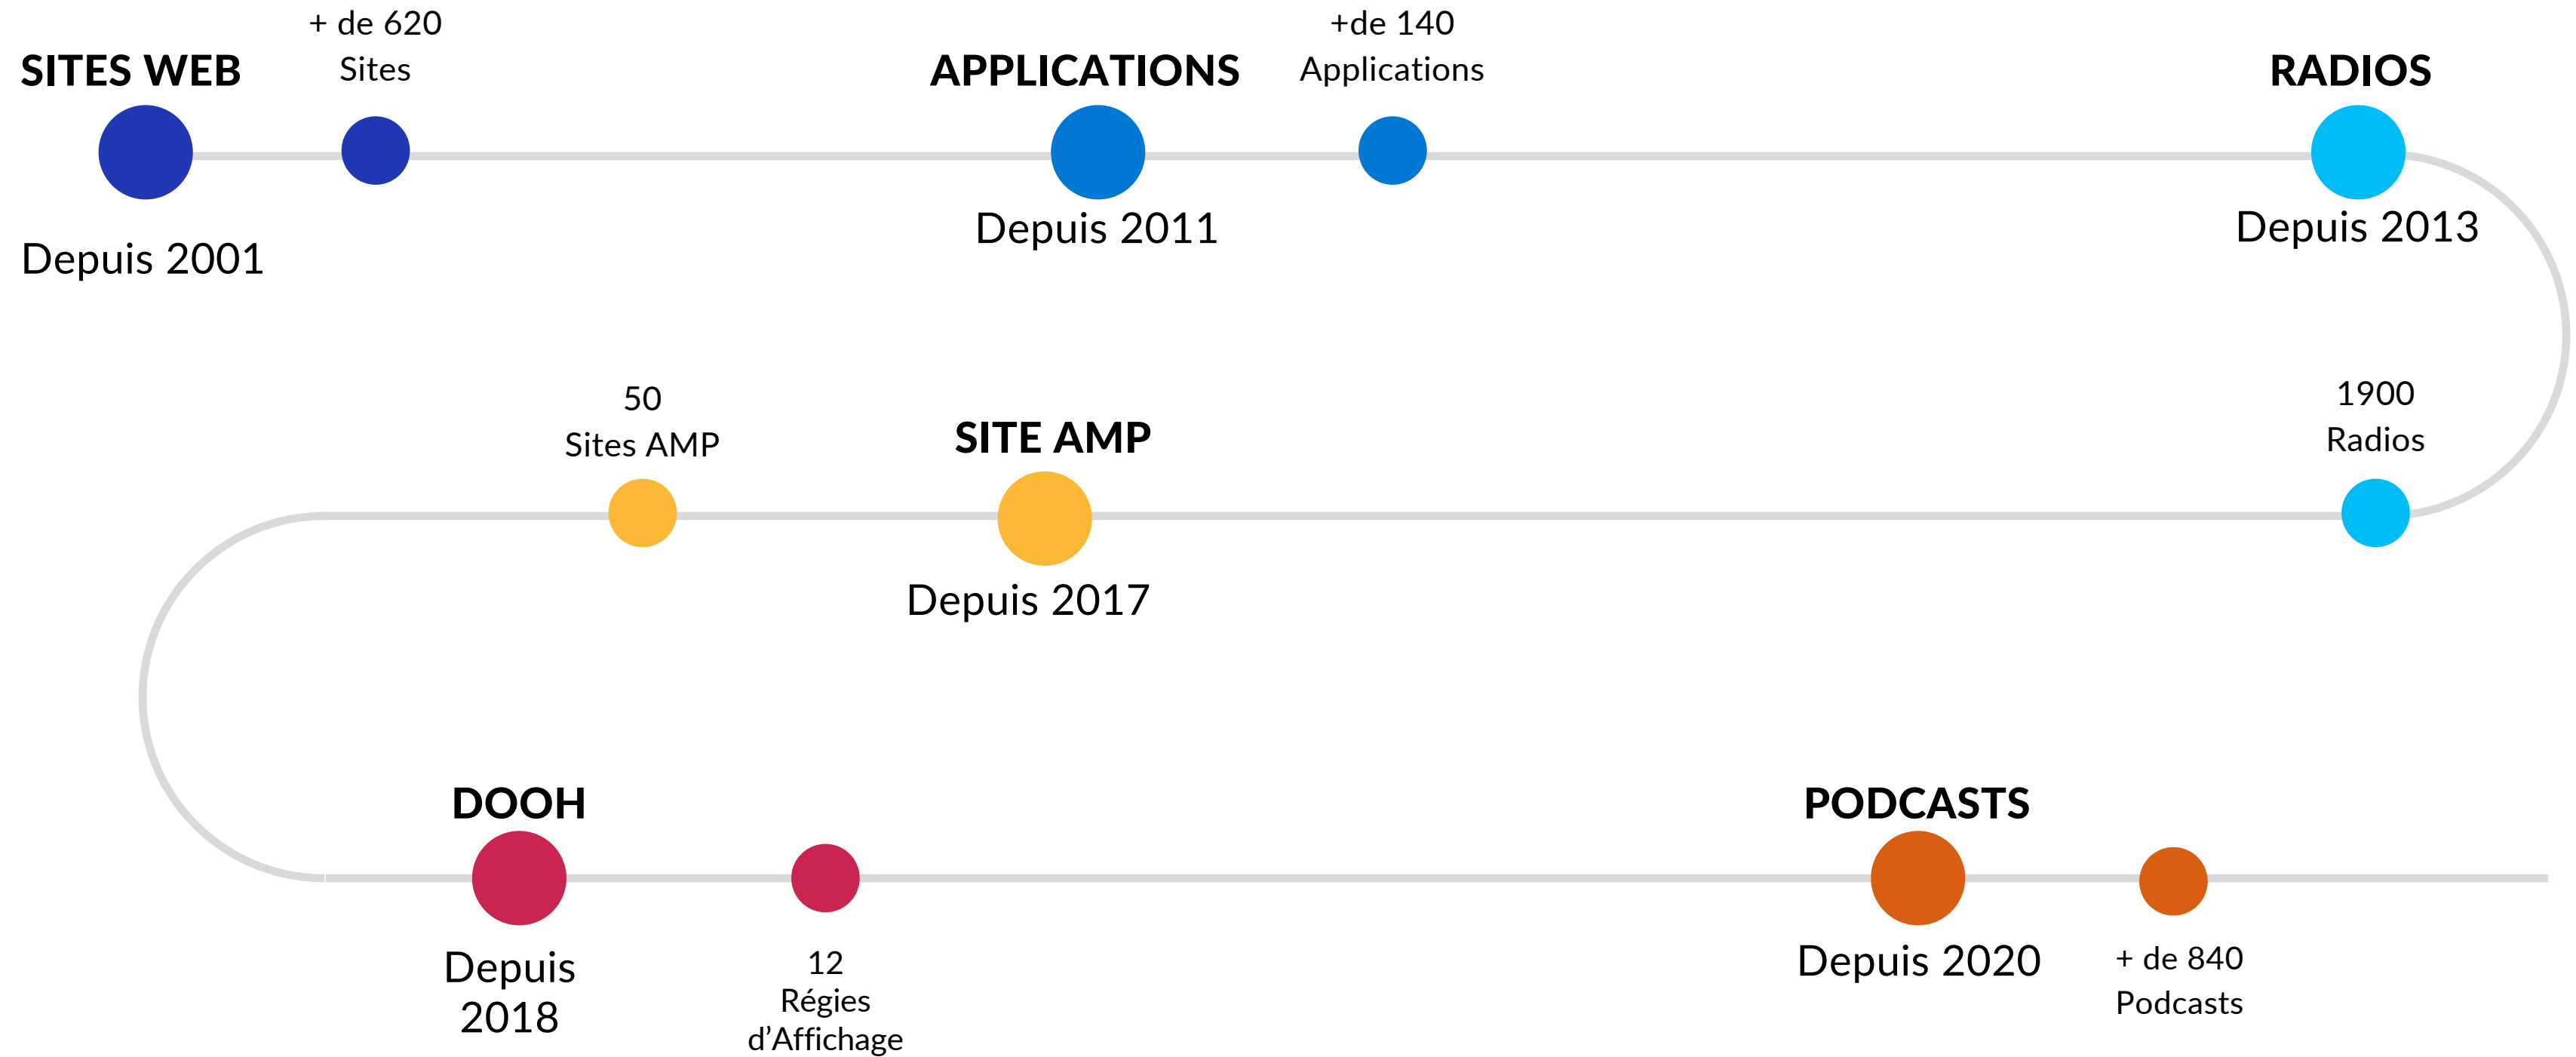 SITES WEB
+ de 620
Sites
Depuis 2001
APPLICATIONS
+de 140
Applications
Depuis 2011
RADIOS
Depuis 2013
1900
Radios
SITE AMP
Depuis 2017
50
Sites AMP
DOOH
Depuis
2018
12
Régies
d’Affichage
PODCASTS
Depuis 2020
+ de 840
Podcasts